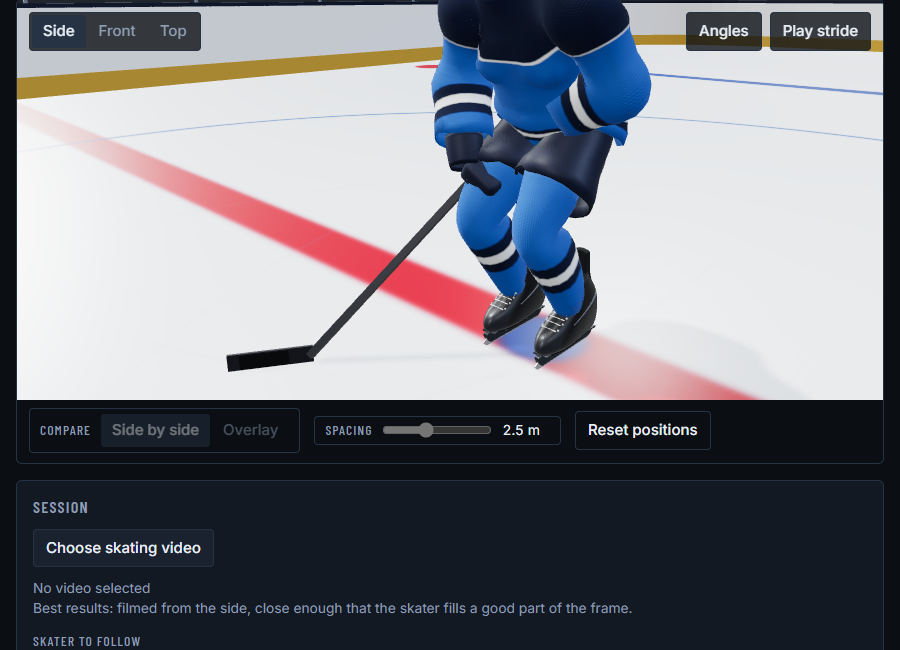 Side Front Top Angles Play stride
COMPARE Side by side Overlay SPACING 2.5 m Reset positions
SESSION
Choose skating video
No video selected
Best results: filmed from the side, close enough that the skater fills a good part of the frame.
SKATER TO FOLLOW